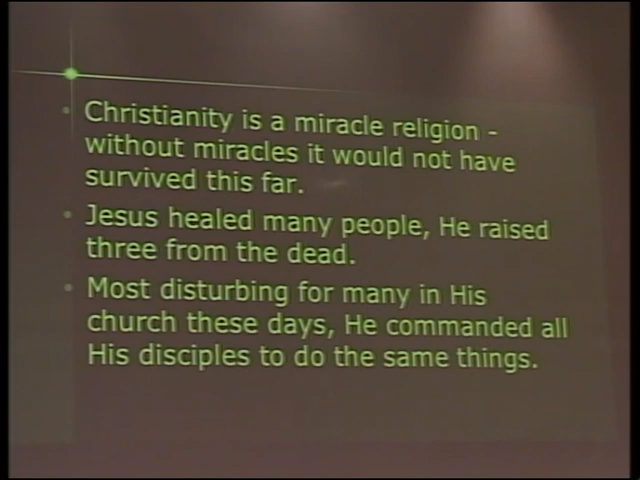 • Christianity is a miracle religion -
without miracles it would not have
survived this far.
• Jesus healed many people, He raised
three from the dead.
• Most disturbing for many in His
church these days, He commanded all
His disciples to do the same things.